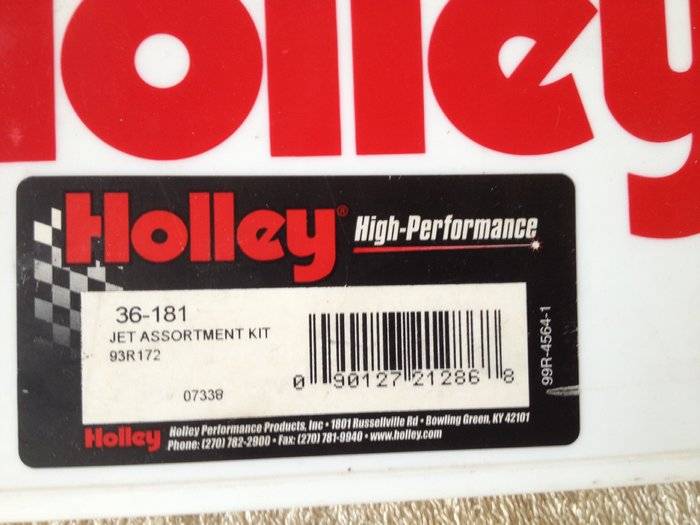 Holley
Holley® High-Performance
36-181
JET ASSORTMENT KIT
93R172
07338
0 90127 21286 8
99R-4564-1
Holley
Holley Performance Products, Inc • 1801 Russellville Rd • Bowling Green, KY 42101
Phone: (270) 782-2900 • Fax: (270) 781-9940 • www.holley.com